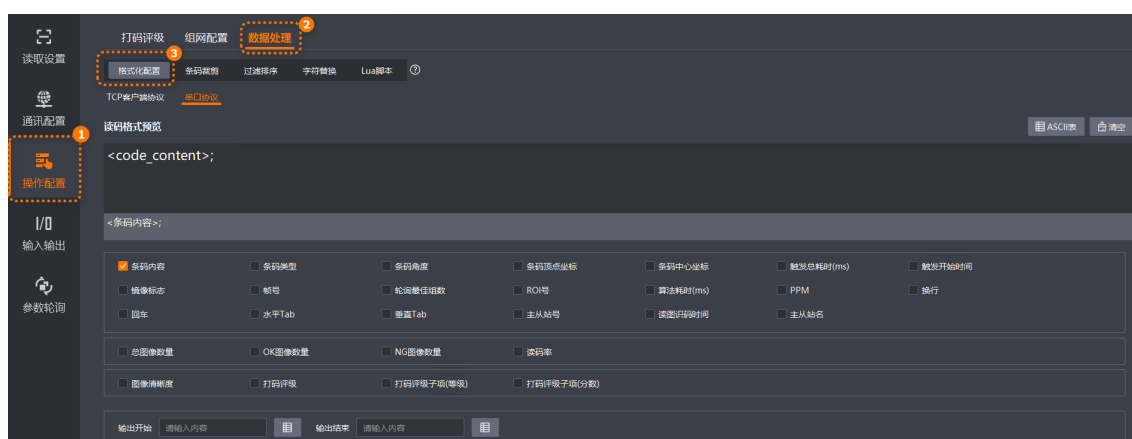 读取设置
通讯配置
1
操作配置
I/O
输入输出
参数轮询
打码评级 组网配置 数据处理 2
3
格式化配置 条码裁剪 过滤排序 字符替换 Lua脚本 ?
TCP客户端协议 串口协议
读码格式预览 ASCII表 清空
<code_content>;
<条码内容>;
条码内容 条码类型 条码角度 条码顶点坐标 条码中心坐标 触发总耗时(ms) 触发开始时间
镜像标志 帧号 轮询最佳组数 ROI号 算法耗时(ms) PPM 换行
回车 水平Tab 垂直Tab 主从站号 读图识码时间 主从站名
总图像数量 OK图像数量 NG图像数量 读码率
图像清晰度 打码评级 打码评级子项(等级) 打码评级子项(分数)
输出开始 请输入内容 输出结束 请输入内容